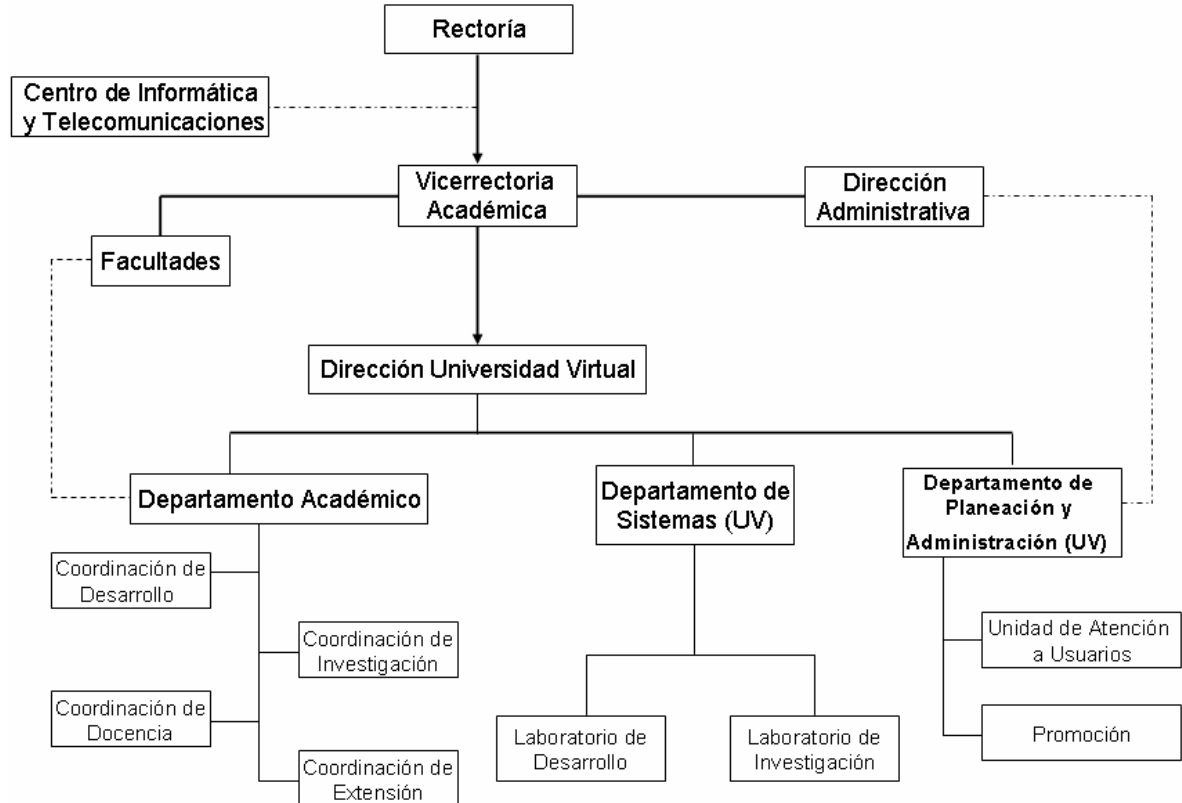 Rectoría
Centro de Informática
y Telecomunicaciones
Vicerrectoria
Académica
Dirección
Administrativa
Facultades
Dirección Universidad Virtual
Departamento Académico
Departamento de
Sistemas (UV)
Departamento de
Planeación y
Administración (UV)
Coordinación de
Desarrollo
Coordinación de
Investigación
Coordinación de
Docencia
Coordinación de
Extensión
Laboratorio de
Desarrollo
Laboratorio de
Investigación
Unidad de Atención
a Usuarios
Promoción